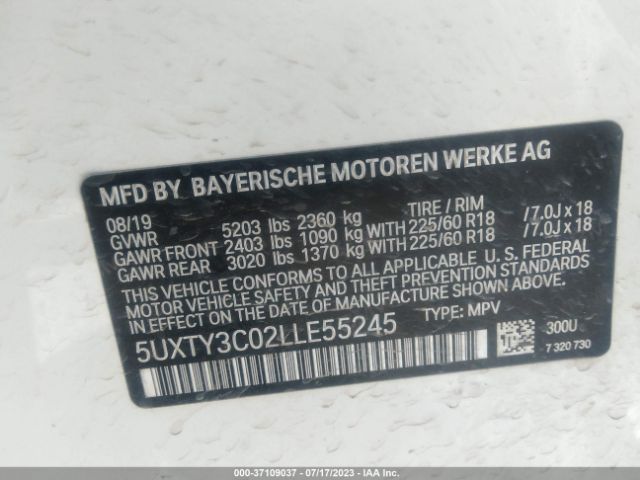 MFD BY BAYERISCHE MOTOREN WERKE AG
08/19 TIRE / RIM
GVWR 5203 lbs 2360 kg
GAWR FRONT 2403 lbs 1090 kg WITH 225/60 R18 / 7.0J x 18
GAWR REAR 3020 lbs 1370 kg WITH 225/60 R18 / 7.0J x 18
THIS VEHICLE CONFORMS TO ALL APPLICABLE U.S. FEDERAL
MOTOR VEHICLE SAFETY AND THEFT PREVENTION STANDARDS
IN EFFECT ON THE DATE OF MANUFACTURE SHOWN ABOVE.
5UXTY3C02LLE55245 TYPE: MPV
300U
7 320 730
000-37109037 - 07/17/2023 - IAA Inc.